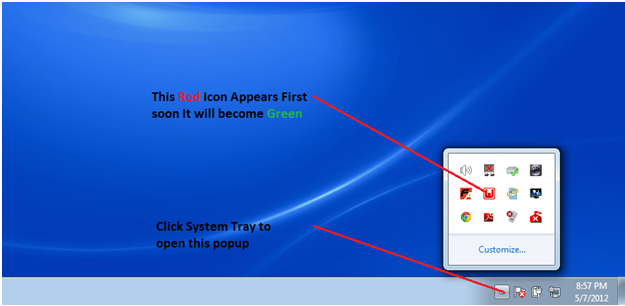 This Red Icon Appears First
soon It will become Green
Click System Tray to
open this popup
Customize...
8:57 PM
5/7/2012